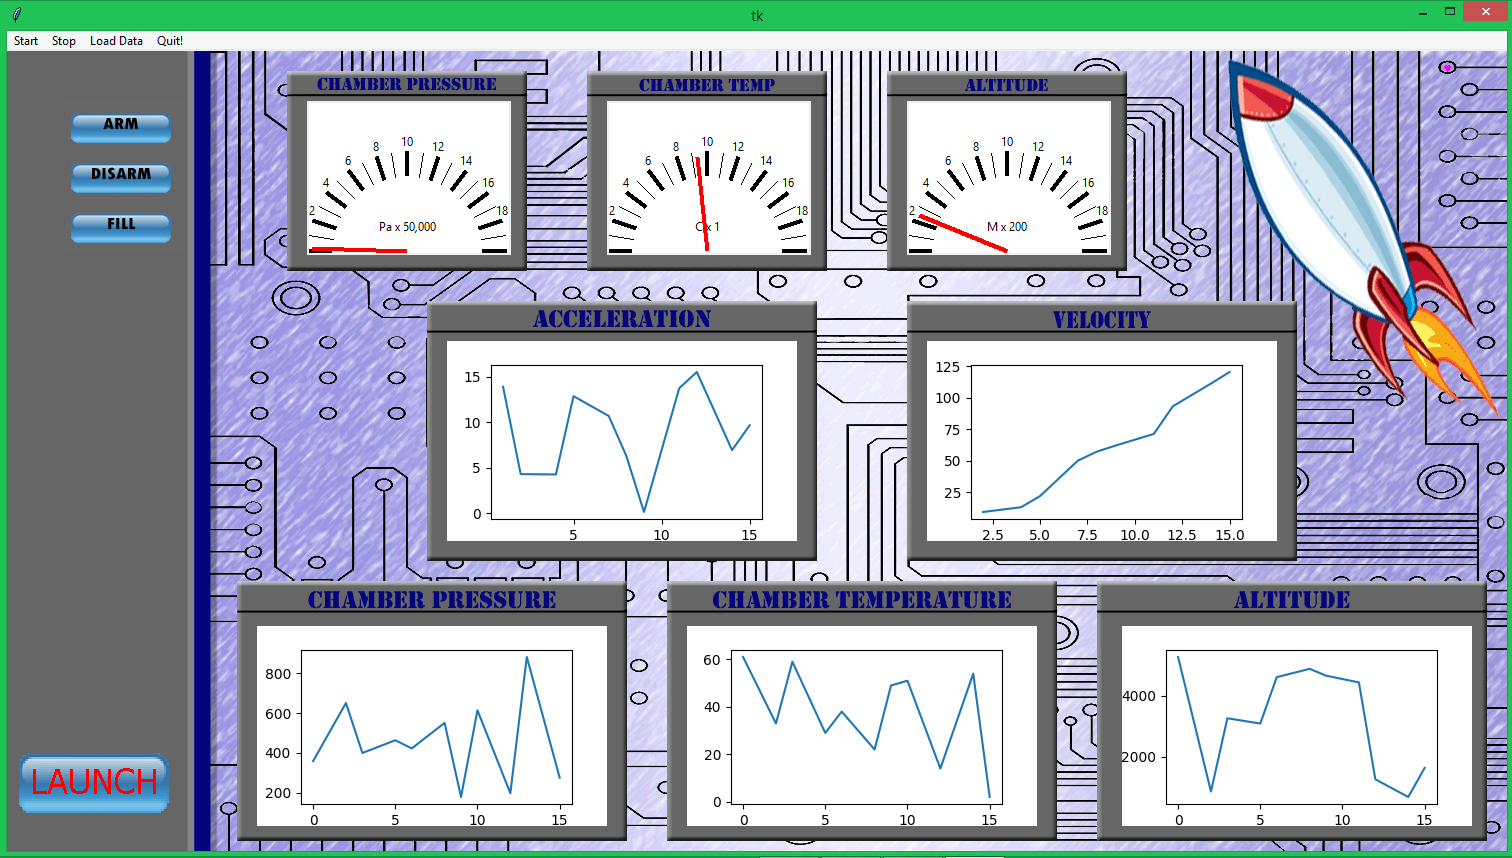 tk
Start Stop Load Data Quit!
ARM
DISARM
FILL
LAUNCH
CHAMBER PRESSURE
2 4 6 8 10 12 14 16 18
Pa x 50,000
CHAMBER TEMP
2 4 6 8 10 12 14 16 18
C x 1
ALTITUDE
2 4 6 8 10 12 14 16 18
M x 200
ACCELERATION
15
10
5
0
5 10 15
VELOCITY
125
100
75
50
25
2.5 5.0 7.5 10.0 12.5 15.0
CHAMBER PRESSURE
800
600
400
200
0 5 10 15
CHAMBER TEMPERATURE
60
40
20
0
0 5 10 15
ALTITUDE
4000
2000
0 5 10 15